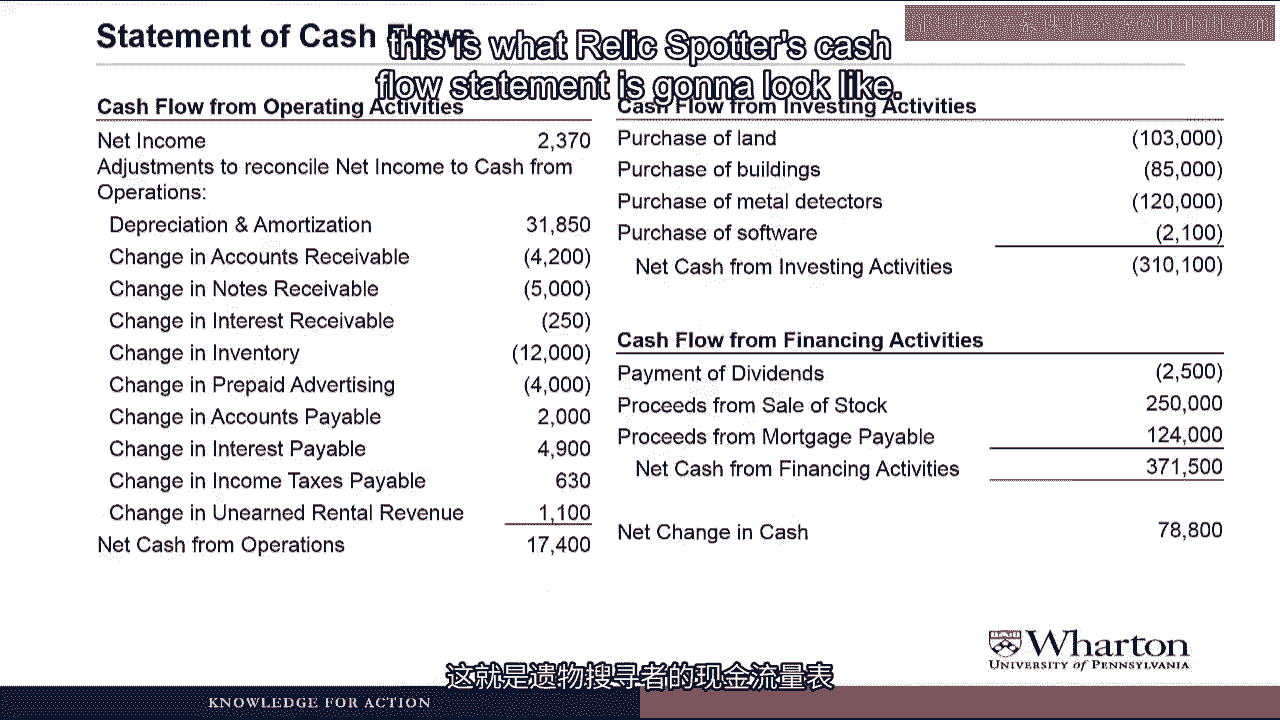 Statement of Cash Flows
this is what Relic Spotter's cash
flow statement is gonna look like.
Cash Flow from Operating Activities
Net Income 2,370
Adjustments to reconcile Net Income to Cash from
Operations:
Depreciation & Amortization 31,850
Change in Accounts Receivable (4,200)
Change in Notes Receivable (5,000)
Change in Interest Receivable (250)
Change in Inventory (12,000)
Change in Prepaid Advertising (4,000)
Change in Accounts Payable 2,000
Change in Interest Payable 4,900
Change in Income Taxes Payable 630
Change in Unearned Rental Revenue 1,100
Net Cash from Operations 17,400
Cash Flow from Investing Activities
Purchase of land (103,000)
Purchase of buildings (85,000)
Purchase of metal detectors (120,000)
Purchase of software (2,100)
Net Cash from Investing Activities (310,100)
Cash Flow from Financing Activities
Payment of Dividends (2,500)
Proceeds from Sale of Stock 250,000
Proceeds from Mortgage Payable 124,000
Net Cash from Financing Activities 371,500
Net Change in Cash 78,800
Wharton
UNIVERSITY of PENNSYLVANIA
这就是遗物搜寻者的现金流量表
KNOWLEDGE FOR ACTION